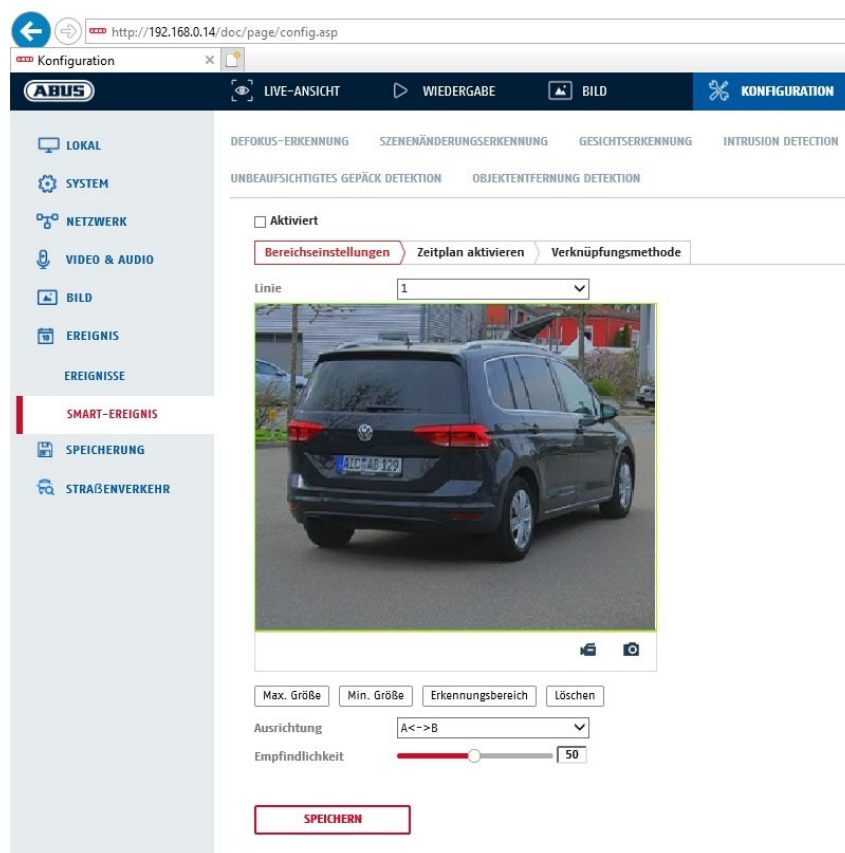 http://192.168.0.14/doc/page/config.asp
Konfiguration
ABUS
LIVE-ANSICHT
WIEDERGABE
BILD
KONFIGURATION
LOKAL
SYSTEM
NETZWERK
VIDEO & AUDIO
BILD
EREIGNIS
EREIGNISSE
SMART-EREIGNIS
SPEICHERUNG
STRAßENVERKEHR
DEFOKUS-ERKENNUNG
SZENENÄNDERUNGSERKENNUNG
GESICHTSERKENNUNG
INTRUSION DETECTION
UNBEAUFSICHTIGTES GEPÄCK DETEKTION
OBJEKTENTFERNUNG DETEKTION
Aktiviert
Bereichseinstellungen
Zeitplan aktivieren
Verknüpfungsmethode
Linie
1
AB 129
Max. Größe
Min. Größe
Erkennungsbereich
Löschen
Ausrichtung
A<->B
Empfindlichkeit
50
SPEICHERN